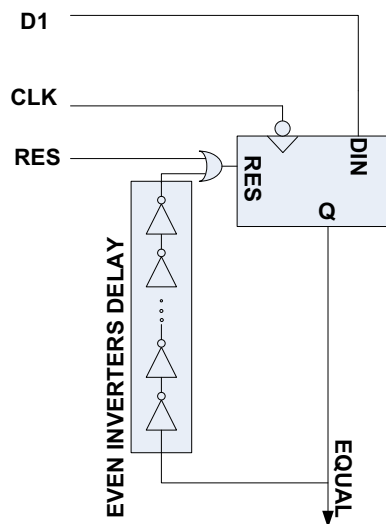 D1
CLK
RES
RES
DIN
Q
EVEN INVERTERS DELAY
EQUAL